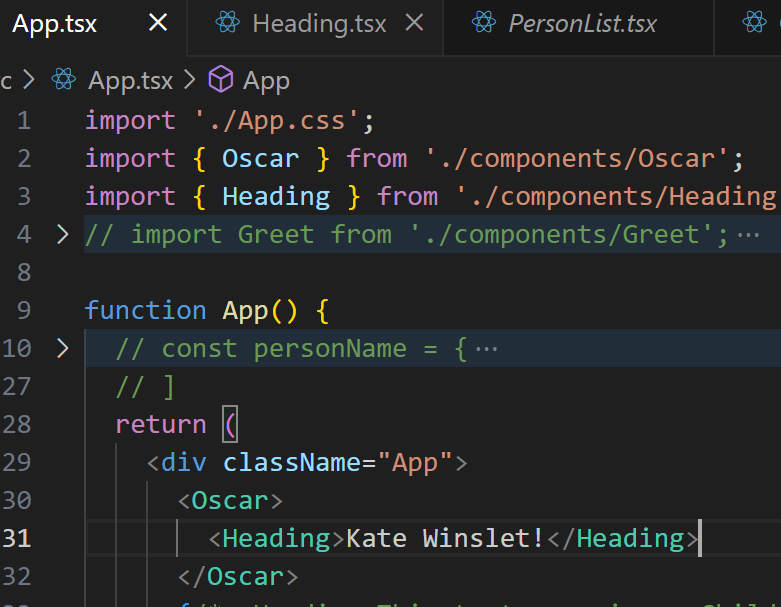 App.tsx Heading.tsx PersonList.tsx
c > App.tsx > App
1 import './App.css';
2 import { Oscar } from './components/Oscar';
3 import { Heading } from './components/Heading
4 > // import Greet from './components/Greet'; ···
8
9 function App() {
10 > // const personName = { ···
27 // ]
28 return (
29 <div className="App">
30 <Oscar>
31 <Heading>Kate Winslet!</Heading>
32 </Oscar>